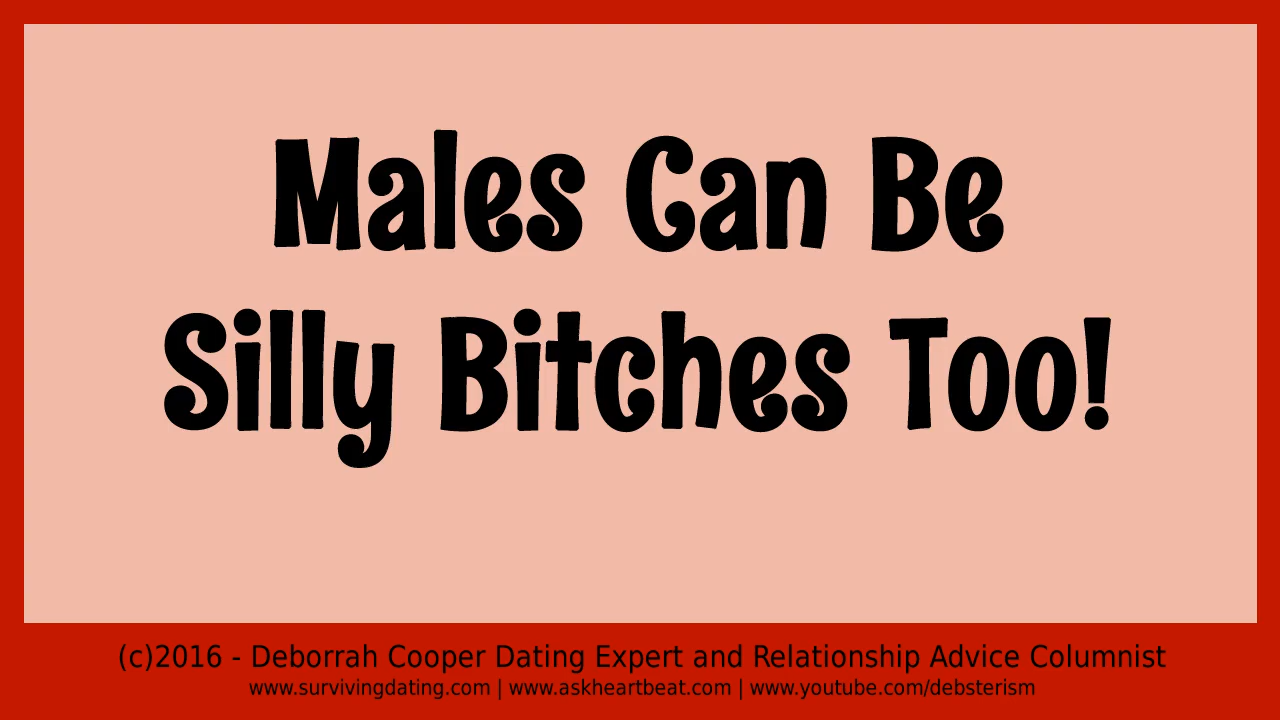 Males Can Be
Silly Bitches Too!
(c)2016 - Deborrah Cooper Dating Expert and Relationship Advice Columnist
www.survivingdating.com | www.askheartbeat.com | www.youtube.com/debsterism